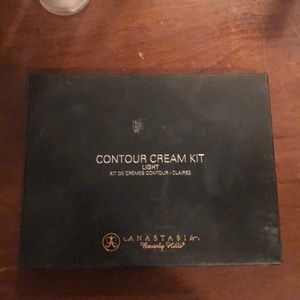 CONTOUR CREAM KIT
LIGHT
KIT DE CRÈMES CONTOUR - CLAIRES
ANASTASIA
Beverly Hills®